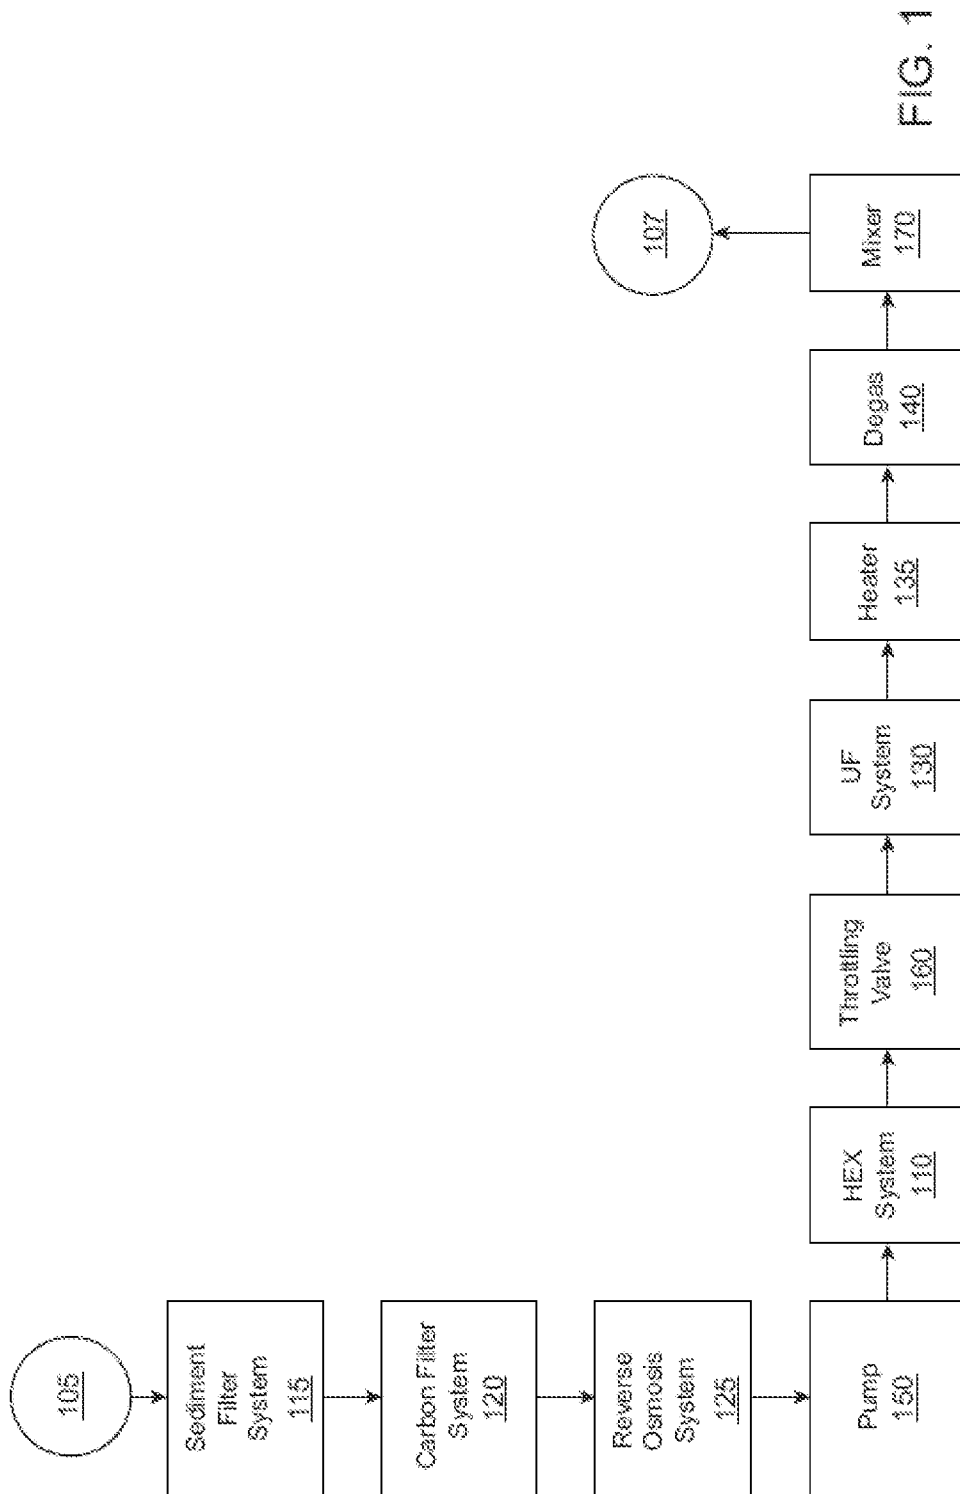 105
Sediment
Filter
System
115
Carbon Filter
System
120
Reverse
Osmosis
System
125
Pump
150
HEX
System
110
Throttling
Valve
160
UF
System
130
Heater
135
Degas
140
Mixer
170
107
FIG. 1